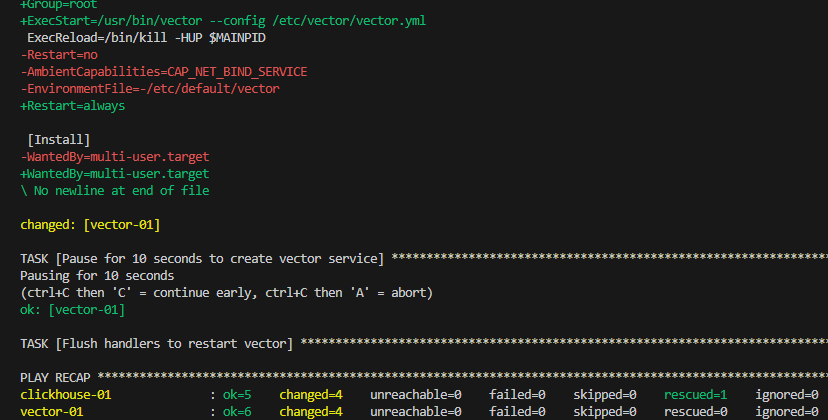 +Group=root
+ExecStart=/usr/bin/vector --config /etc/vector/vector.yml
 ExecReload=/bin/kill -HUP $MAINPID
-Restart=no
-AmbientCapabilities=CAP_NET_BIND_SERVICE
-EnvironmentFile=-/etc/default/vector
+Restart=always
 [Install]
-WantedBy=multi-user.target
+WantedBy=multi-user.target
\ No newline at end of file
changed: [vector-01]
TASK [Pause for 10 seconds to create vector service] **************************************************************
Pausing for 10 seconds
(ctrl+C then 'C' = continue early, ctrl+C then 'A' = abort)
ok: [vector-01]
TASK [Flush handlers to restart vector] ***************************************************************************
PLAY RECAP ********************************************************************************************************
clickhouse-01              : ok=5    changed=4    unreachable=0    failed=0    skipped=0    rescued=1    ignored=0
vector-01                  : ok=6    changed=4    unreachable=0    failed=0    skipped=0    rescued=0    ignored=0